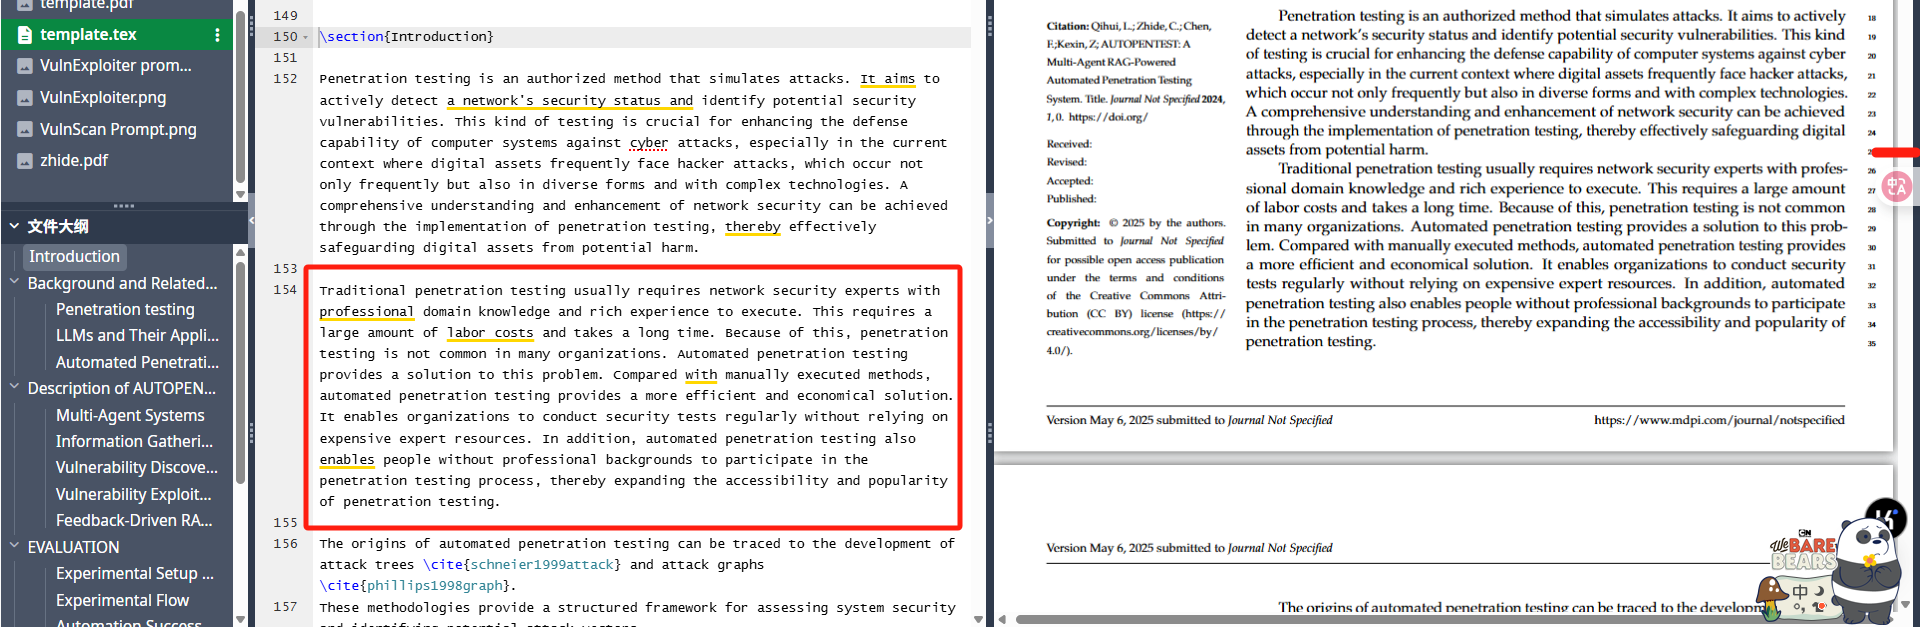 template.pdf
template.tex
VulnExploiter prom...
VulnExploiter.png
VulnScan Prompt.png
zhide.pdf
文件大纲
Introduction
Background and Related...
Penetration testing
LLMs and Their Appli...
Automated Penetrati...
Description of AUTOPEN...
Multi-Agent Systems
Information Gatheri...
Vulnerability Discove...
Vulnerability Exploit...
Feedback-Driven RA...
EVALUATION
Experimental Setup ...
Experimental Flow
Automation Success
149
150 \section{Introduction}
151
152 Penetration testing is an authorized method that simulates attacks. It aims to
actively detect a network's security status and identify potential security
vulnerabilities. This kind of testing is crucial for enhancing the defense
capability of computer systems against cyber attacks, especially in the current
context where digital assets frequently face hacker attacks, which occur not
only frequently but also in diverse forms and with complex technologies. A
comprehensive understanding and enhancement of network security can be achieved
through the implementation of penetration testing, thereby effectively
safeguarding digital assets from potential harm.
153
154 Traditional penetration testing usually requires network security experts with
professional domain knowledge and rich experience to execute. This requires a
large amount of labor costs and takes a long time. Because of this, penetration
testing is not common in many organizations. Automated penetration testing
provides a solution to this problem. Compared with manually executed methods,
automated penetration testing provides a more efficient and economical solution.
It enables organizations to conduct security tests regularly without relying on
expensive expert resources. In addition, automated penetration testing also
enables people without professional backgrounds to participate in the
penetration testing process, thereby expanding the accessibility and popularity
of penetration testing.
155
156 The origins of automated penetration testing can be traced to the development of
attack trees \cite{schneier1999attack} and attack graphs
\cite{phillips1998graph}.
157 These methodologies provide a structured framework for assessing system security
Citation: Qihui, L.; Zhide, C.; Chen,
F.;Kexin, Z; AUTOPENTEST: A
Multi-Agent RAG-Powered
Automated Penetration Testing
System. Title. Journal Not Specified 2024,
1, 0. https://doi.org/
Received:
Revised:
Accepted:
Published:
Copyright: © 2025 by the authors.
Submitted to Journal Not Specified
for possible open access publication
under the terms and conditions
of the Creative Commons Attri-
bution (CC BY) license (https://
creativecommons.org/licenses/by/
4.0/).
Penetration testing is an authorized method that simulates attacks. It aims to actively 18
detect a network's security status and identify potential security vulnerabilities. This kind 19
of testing is crucial for enhancing the defense capability of computer systems against cyber 20
attacks, especially in the current context where digital assets frequently face hacker attacks, 21
which occur not only frequently but also in diverse forms and with complex technologies. 22
A comprehensive understanding and enhancement of network security can be achieved 23
through the implementation of penetration testing, thereby effectively safeguarding digital 24
assets from potential harm.
Traditional penetration testing usually requires network security experts with profes- 26
sional domain knowledge and rich experience to execute. This requires a large amount 27
of labor costs and takes a long time. Because of this, penetration testing is not common 28
in many organizations. Automated penetration testing provides a solution to this prob- 29
lem. Compared with manually executed methods, automated penetration testing provides 30
a more efficient and economical solution. It enables organizations to conduct security 31
tests regularly without relying on expensive expert resources. In addition, automated 32
penetration testing also enables people without professional backgrounds to participate 33
in the penetration testing process, thereby expanding the accessibility and popularity of 34
penetration testing. 35
Version May 6, 2025 submitted to Journal Not Specified
https://www.mdpi.com/journal/notspecified
Version May 6, 2025 submitted to Journal Not Specified
The origins of automated penetration testing can be traced to the developm
CN
We BARE
BEARS
中